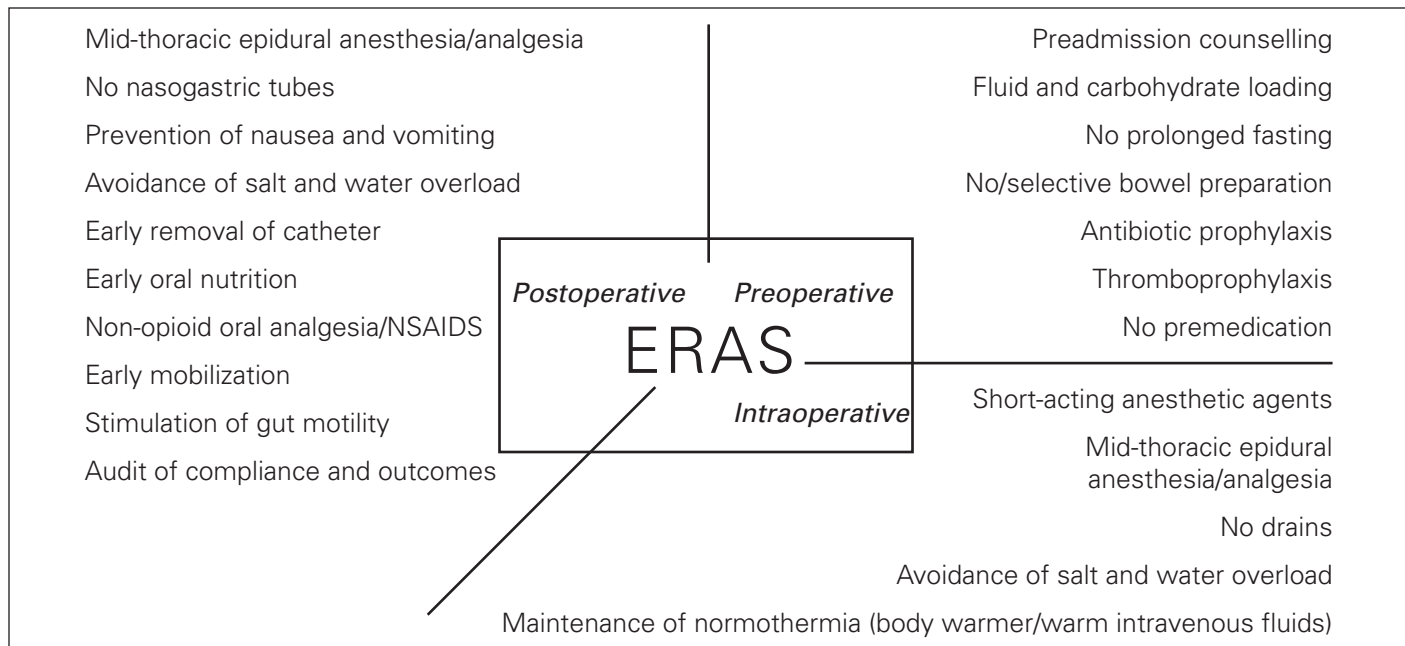 Mid-thoracic epidural anesthesia/analgesia
No nasogastric tubes
Prevention of nausea and vomiting
Avoidance of salt and water overload
Early removal of catheter
Early oral nutrition
Non-opioid oral analgesia/NSAIDS
Early mobilization
Stimulation of gut motility
Audit of compliance and outcomes
Postoperative
Preoperative
ERAS
Intraoperative
Preadmission counselling
Fluid and carbohydrate loading
No prolonged fasting
No/selective bowel preparation
Antibiotic prophylaxis
Thromboprophylaxis
No premedication
Short-acting anesthetic agents
Mid-thoracic epidural
anesthesia/analgesia
No drains
Avoidance of salt and water overload
Maintenance of normothermia (body warmer/warm intravenous fluids)